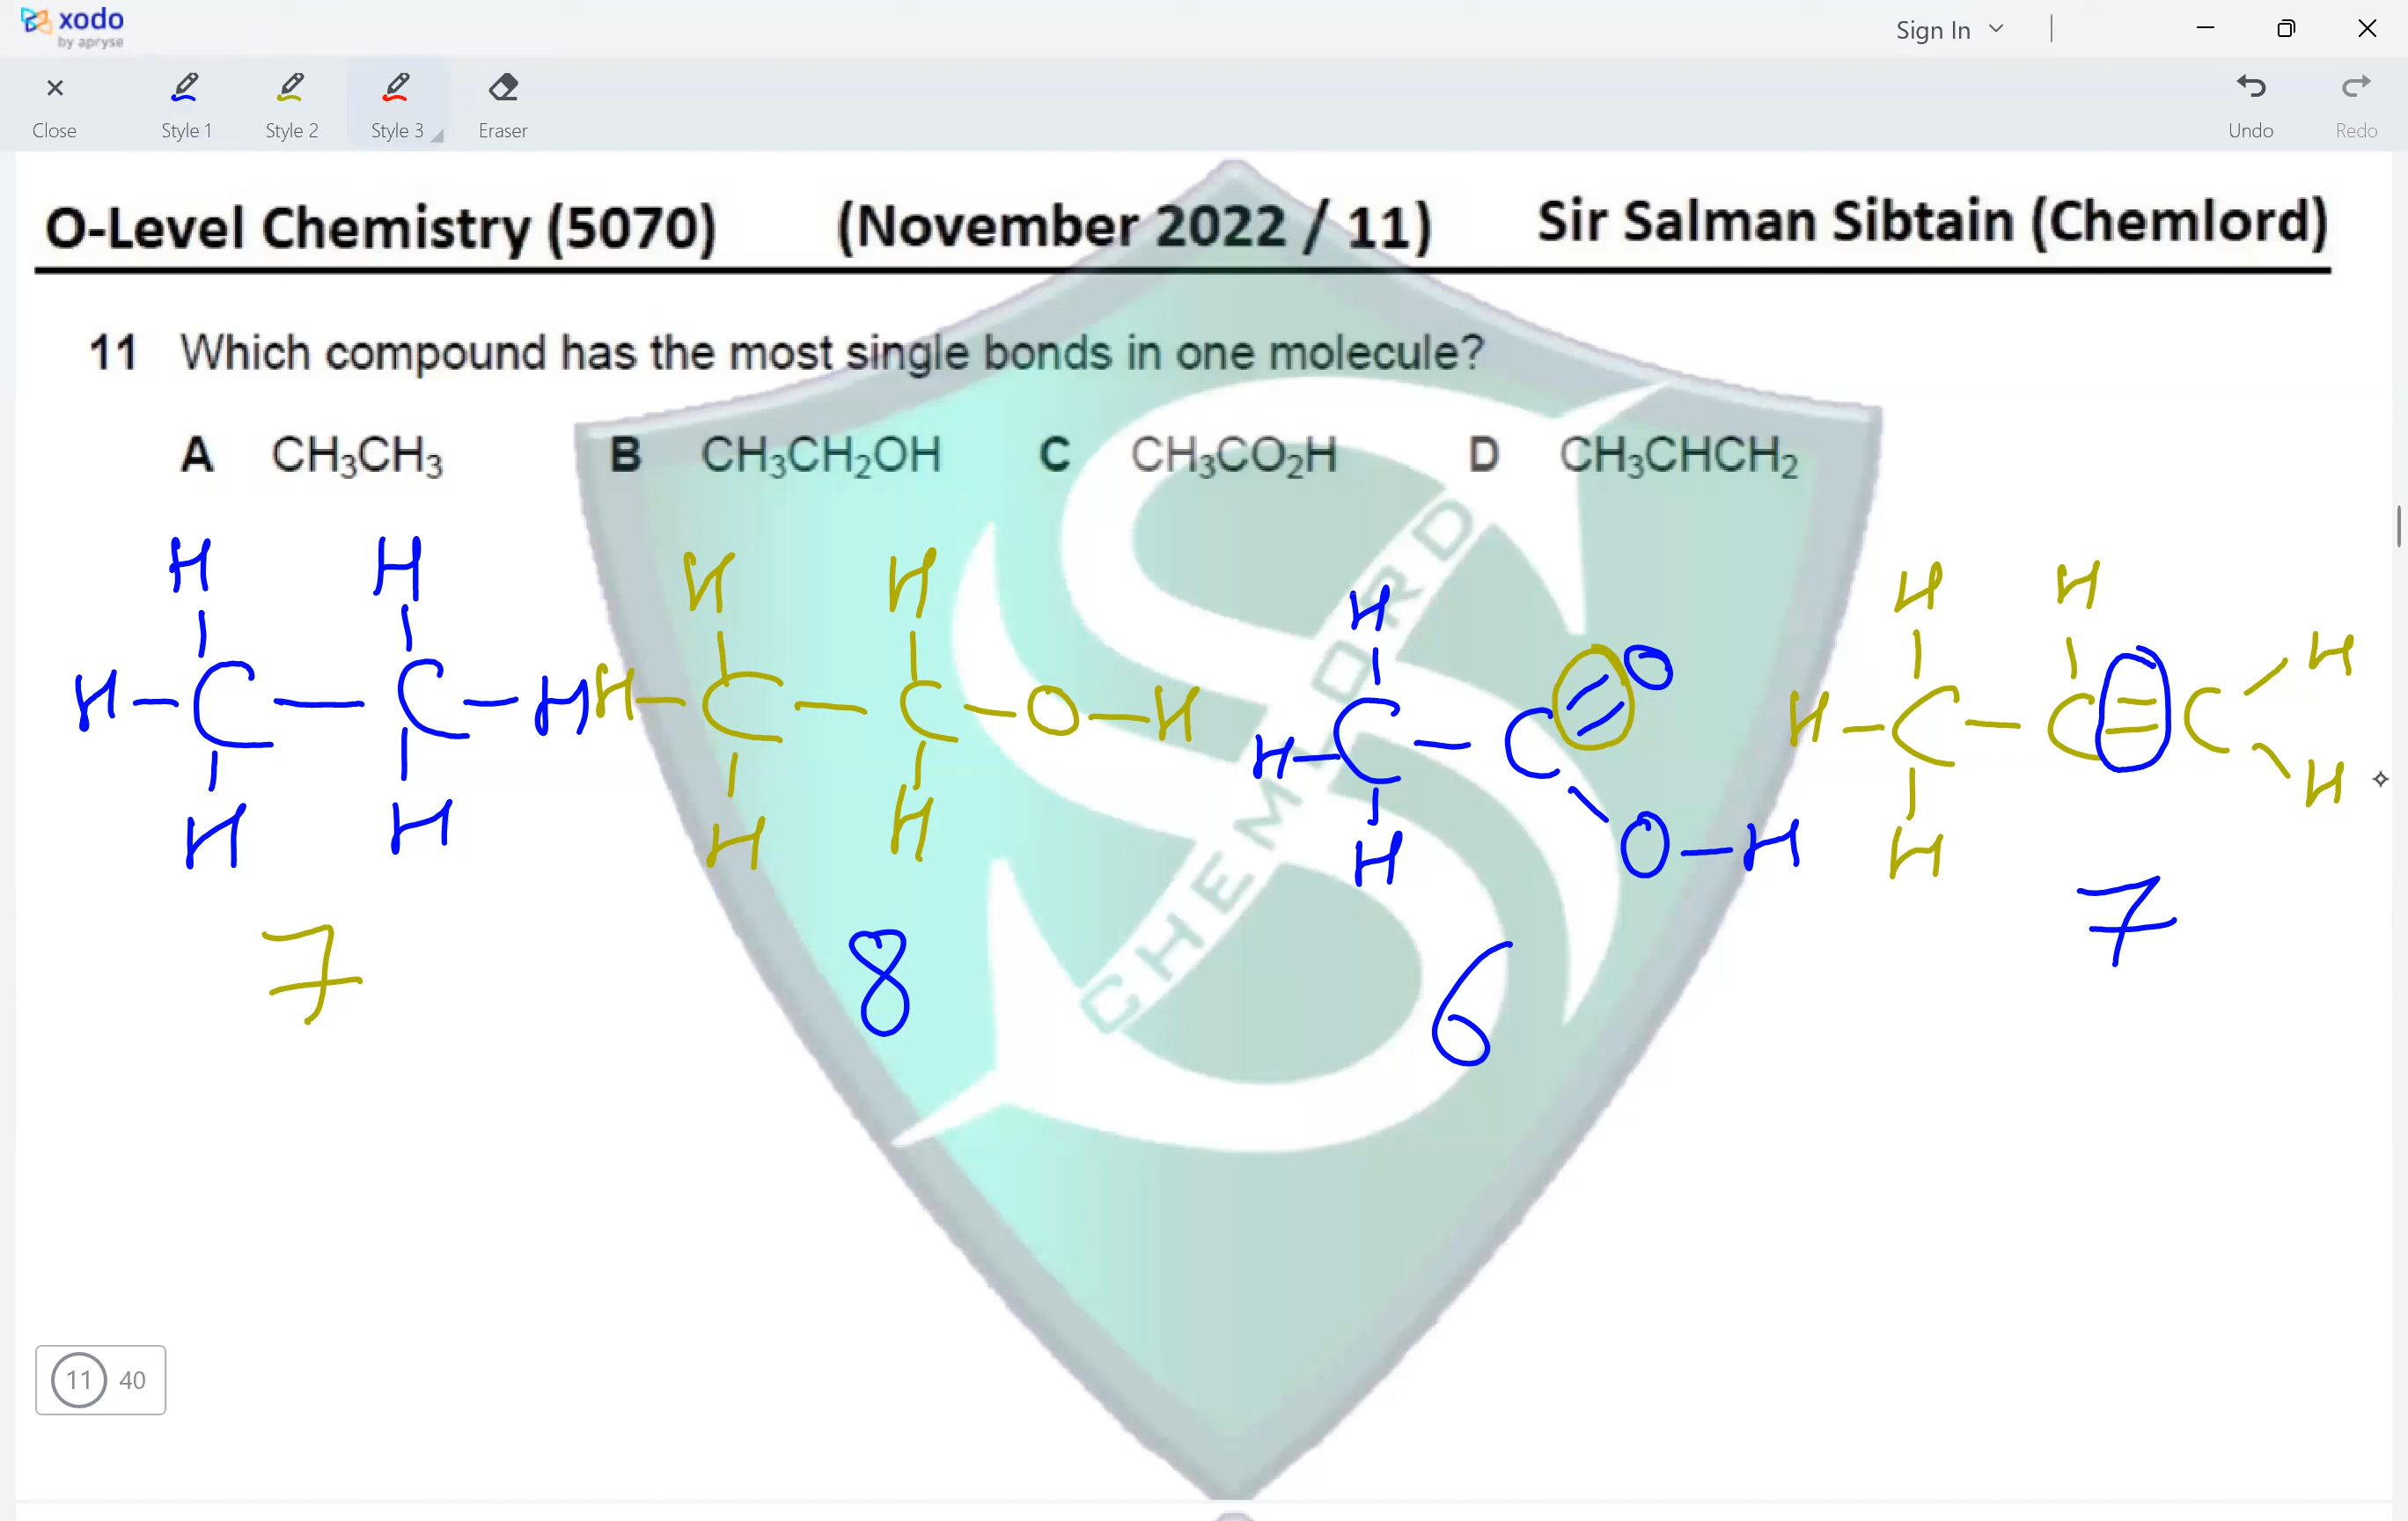 xodo
by apryse
Sign In
Close
Style 1
Style 2
Style 3
Eraser
Undo
Redo
O-Level Chemistry (5070) (November 2022 / 11) Sir Salman Sibtain (Chemlord)
11 Which compound has the most single bonds in one molecule?
A CH₃CH₃ B CH₃CH₂OH C CH₃CO₂H D CH₃CHCH₂
H H H H H H H H
H-C-C-H H-C-C-O-H H-C-C=O H-C-C=C
H H
O-H
H H H H H H
7 8 6 7
CHEMLORD
11 40